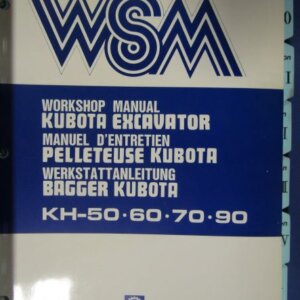 WSM
WORKSHOP MANUAL
KUBOTA EXCAVATOR
MANUEL D'ENTRETIEN
PELLETEUSE KUBOTA
WERKSTATTANLEITUNG
BAGGER KUBOTA
KH-50·60·70·90